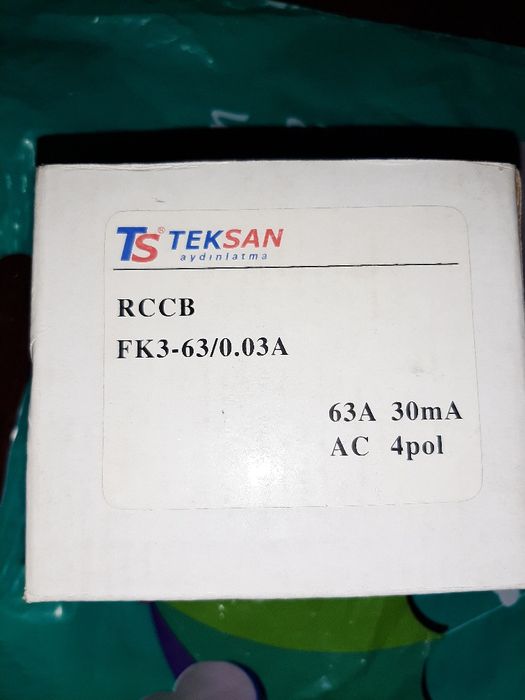 TS® TEKSAN
aydınlatma
RCCB
FK3-63/0.03A
63A 30mA
AC 4pol